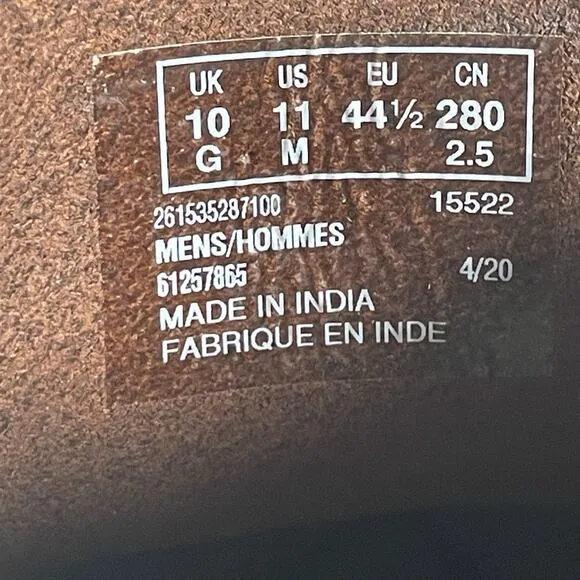 UK US EU CN
10 11 44½ 280
G M 2.5
261535287100 15522
MENS/HOMMES
61257865 4/20
MADE IN INDIA
FABRIQUE EN INDE